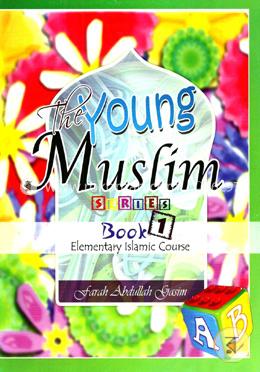 The Young
Muslim
SERIES
Book 1
Elementary Islamic Course
Farah Abdullah Gasim
A B